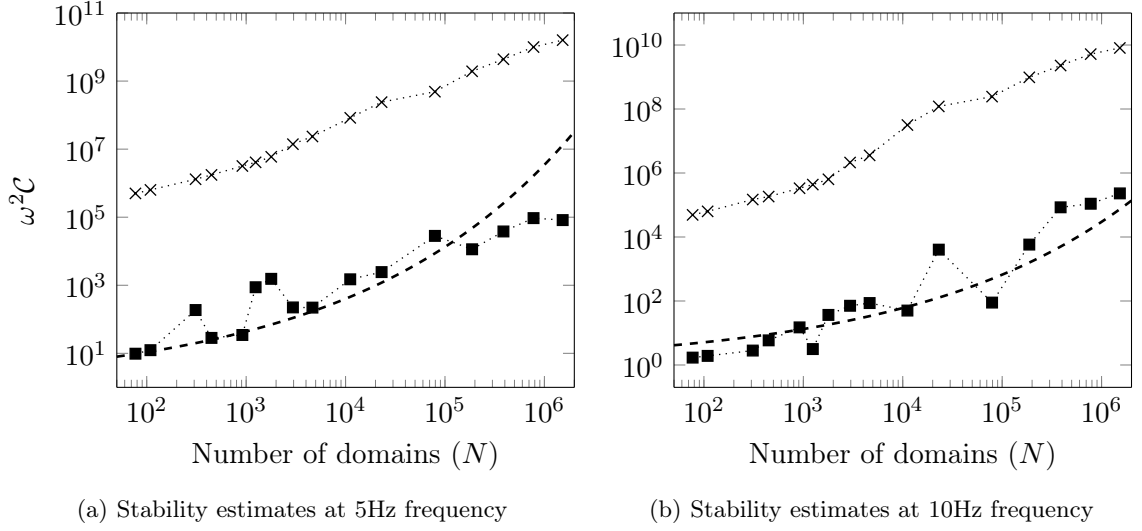 10^11
10^9
10^7
10^5
10^3
10^1
ω^2 C
10^2 10^3 10^4 10^5 10^6
Number of domains (N)
(a) Stability estimates at 5Hz frequency
10^10
10^8
10^6
10^4
10^2
10^0
10^2 10^3 10^4 10^5 10^6
Number of domains (N)
(b) Stability estimates at 10Hz frequency